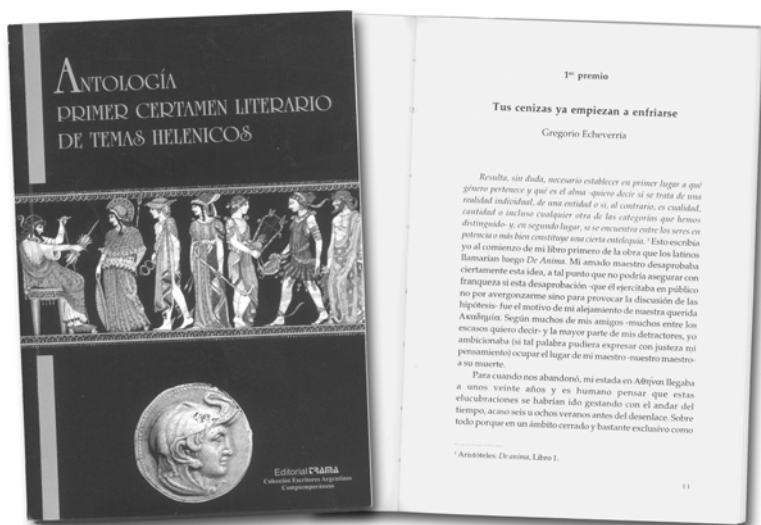 ANTOLOGÍA
PRIMER CERTAMEN LITERARIO
DE TEMAS HELENICOS
Editorial TRAMA
Colección Escritores Argentinos
Comptemporáneos
1er premio
Tus cenizas ya empiezan a enfriarse
Gregorio Echeverría
Resulta, sin duda, necesario establecer en primer lugar a qué
género pertenece y qué es el alma -quiero decir si se trata de una
realidad individual, de una entidad o si, al contrario, es cualidad,
cantidad o incluso cualquier otra de las categorías que hemos
distinguido- y, en segundo lugar, si se encuentra entre los seres en
potencia o más bien constituye una cierta entelequia. ¹ Esto escribía
yo al comienzo de mi libro primero de la obra que los latinos
llamarían luego De Anima. Mi amado maestro desaprobaba
ciertamente esta idea, a tal punto que no podría asegurar con
franqueza si esta desaprobación -que él ejercitaba en público
no por avergonzarme sino para provocar la discusión de las
hipótesis- fue el motivo de mi alejamiento de nuestra querida
Ακαδημία. Según muchos de mis amigos -muchos entre los
escasos quiero decir- y la mayor parte de mis detractores, yo
ambicionaba (si tal palabra pudiera expresar con justeza mi
pensamiento) ocupar el lugar de mi maestro -nuestro maestro-
a su muerte.
Para cuando nos abandonó, mi estada en Αθηναι llegaba
a unos veinte años y es humano pensar que estas
elucubraciones se habrían ido gestando con el andar del
tiempo, acaso seis u ochos veranos antes del desenlace. Sobre
todo porque en un ámbito cerrado y bastante exclusivo como
¹ Aristóteles: De anima, Libro 1.
11